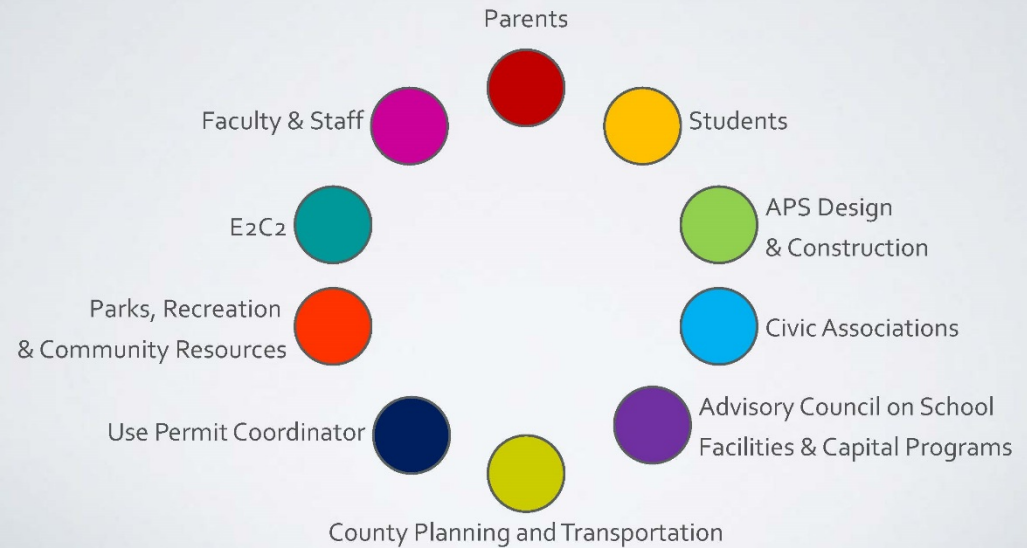 Parents
Faculty & Staff
Students
E2C2
APS Design
& Construction
Parks, Recreation
& Community Resources
Civic Associations
Use Permit Coordinator
Advisory Council on School
Facilities & Capital Programs
County Planning and Transportation